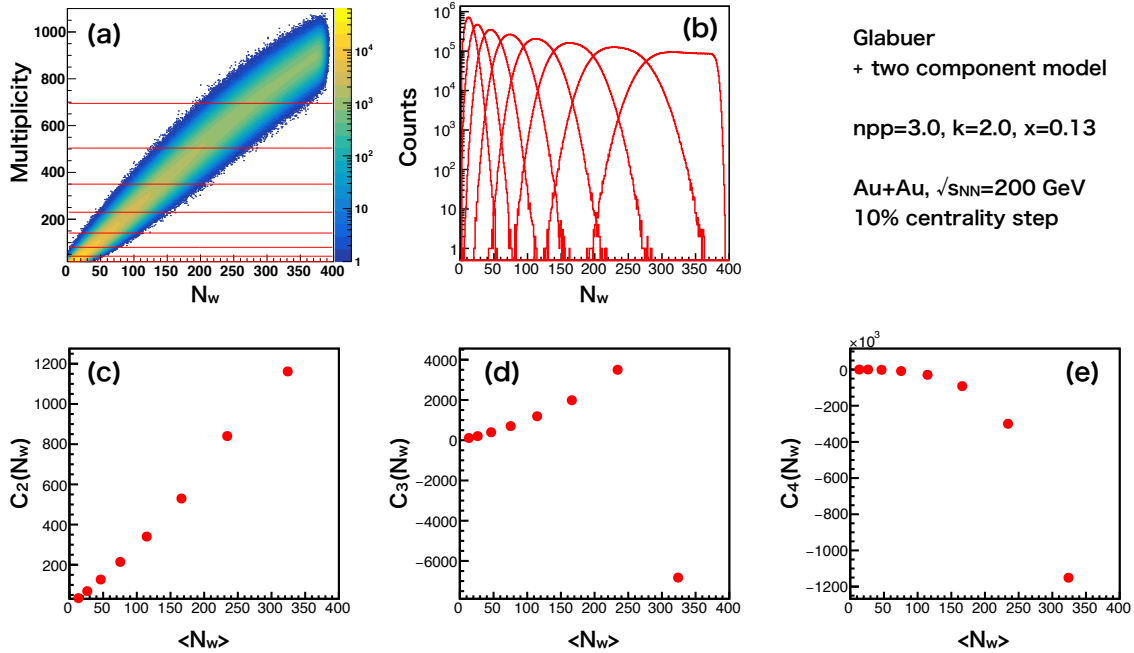 (a)
Multiplicity
1000
800
600
400
200
0 50 100 150 200 250 300 350 400
Nw
10⁴
10³
10²
10
1
(b)
Counts
10⁶
10⁵
10⁴
10³
10²
10
1
0 50 100 150 200 250 300 350 400
Nw
Glabuer
+ two component model
npp=3.0, k=2.0, x=0.13
Au+Au, √sNN=200 GeV
10% centrality step
(c)
C2(Nw)
1200
1000
800
600
400
200
0 50 100 150 200 250 300 350 400
<Nw>
(d)
C3(Nw)
4000
2000
0
−2000
−4000
−6000
0 50 100 150 200 250 300 350 400
<Nw>
(e)
C4(Nw)
×10³
0
−200
−400
−600
−800
−1000
−1200
0 50 100 150 200 250 300 350 400
<Nw>